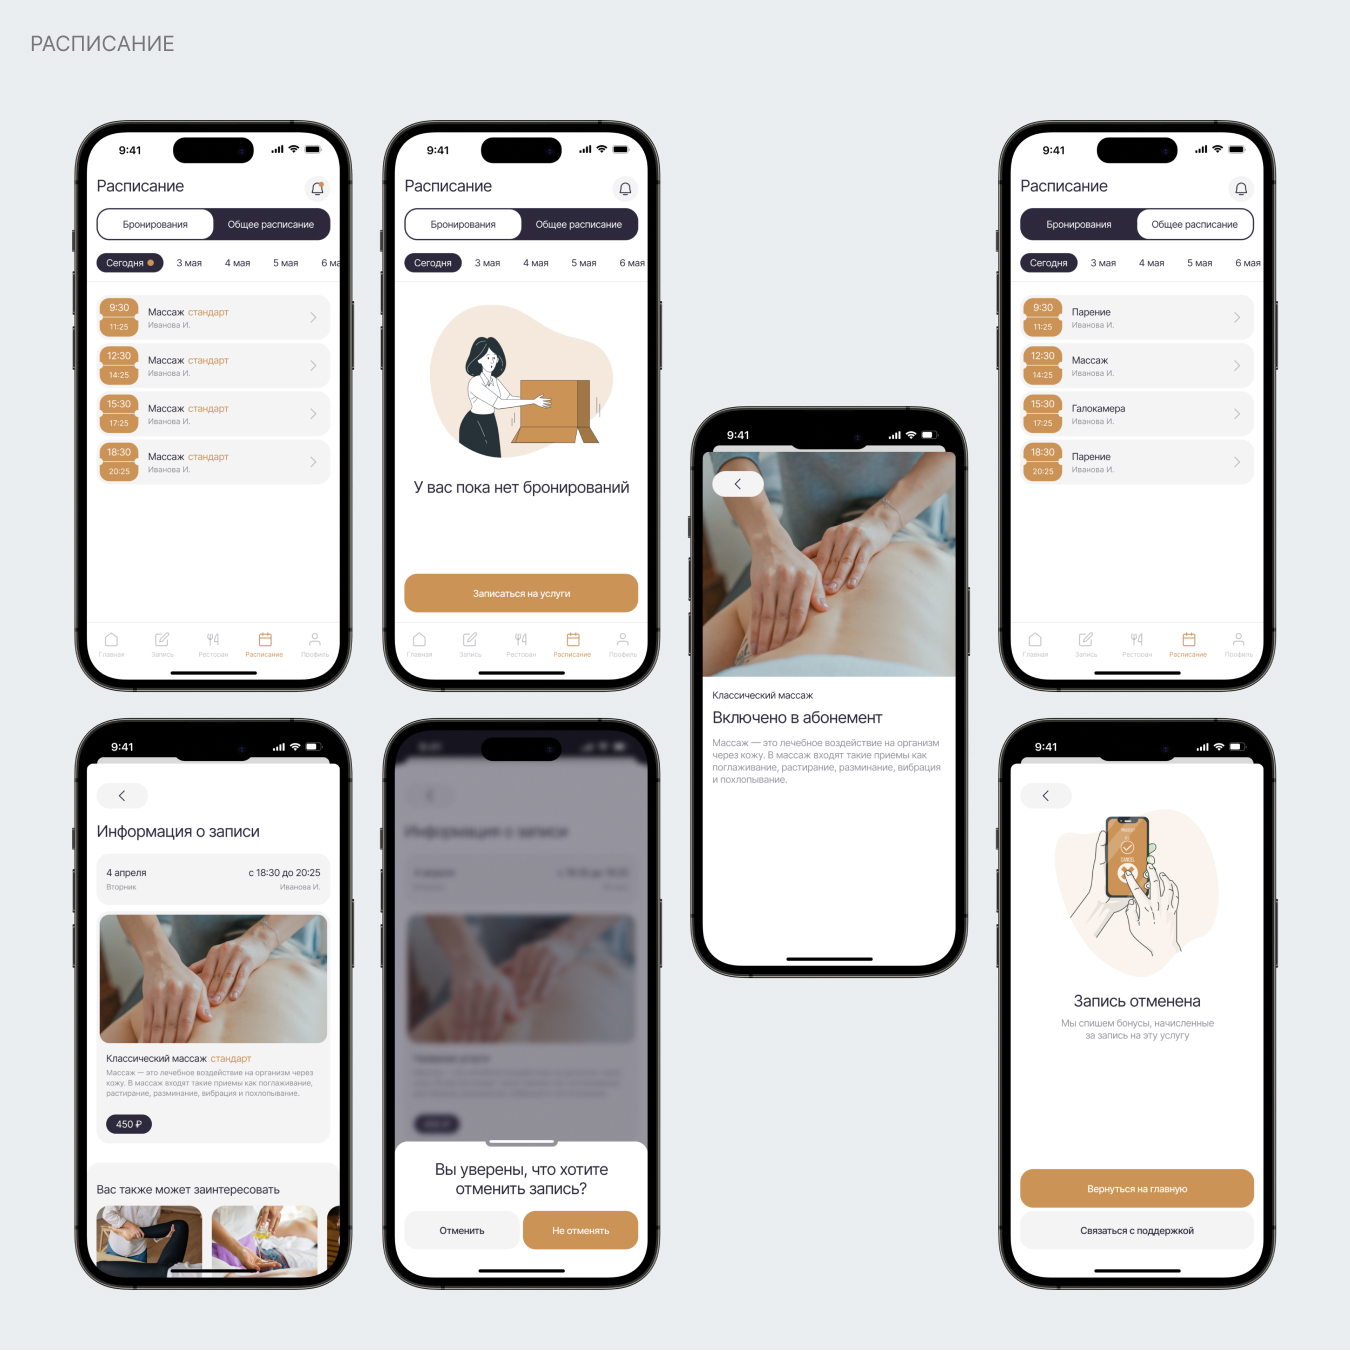 РАСПИСАНИЕ
9:41
Расписание
Бронирования Общее расписание
Сегодня 3 мая 4 мая 5 мая 6 ма
9:30
11:25
Массаж стандарт
Иванова И.
12:30
14:25
Массаж стандарт
Иванова И.
15:30
17:25
Массаж стандарт
Иванова И.
18:30
20:25
Массаж стандарт
Иванова И.
Главная Запись Ресторан Расписание Профиль
9:41
Расписание
Бронирования Общее расписание
Сегодня 3 мая 4 мая 5 мая 6 мая
У вас пока нет бронирований
Записаться на услуги
Главная Запись Ресторан Расписание Профиль
9:41
Классический массаж
Включено в абонемент
Массаж — это лечебное воздействие на организм
через кожу. В массаж входят такие приемы как
поглаживание, растирание, разминание, вибрация
и похлопывание.
9:41
Расписание
Бронирования Общее расписание
Сегодня 3 мая 4 мая 5 мая 6 мая
9:30
11:25
Парение
Иванова И.
12:30
14:25
Массаж
Иванова И.
15:30
17:25
Галокамера
Иванова И.
18:30
20:25
Парение
Иванова И.
Главная Запись Ресторан Расписание Профиль
9:41
Информация о записи
4 апреля с 18:30 до 20:25
Вторник Иванова И.
Классический массаж стандарт
Массаж — это лечебное воздействие на организм через
кожу. В массаж входят такие приемы как поглаживание,
растирание, разминание, вибрация и похлопывание.
450 ₽
Вас также может заинтересовать
Информация о записи
Вы уверены, что хотите
отменить запись?
Отменить Не отменять
9:41
CANCEL
Запись отменена
Мы спишем бонусы, начисленные
за запись на эту услугу
Вернуться на главную
Связаться с поддержкой